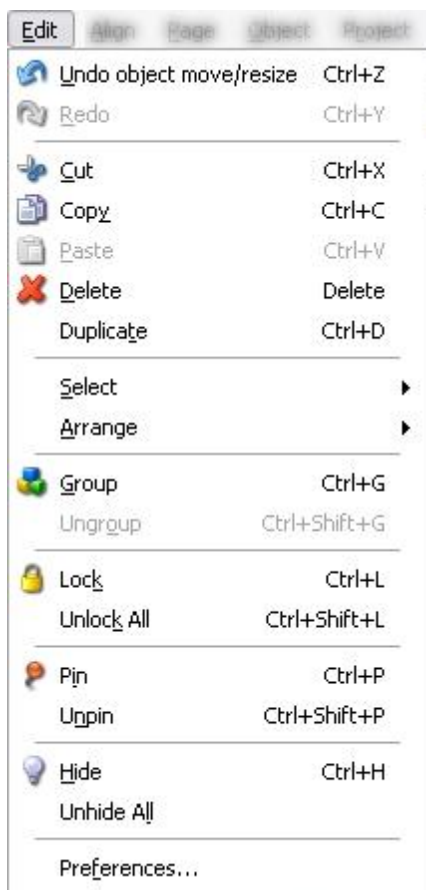 Edit Align Page Object Project
Undo object move/resize Ctrl+Z
Redo Ctrl+Y
Cut Ctrl+X
Copy Ctrl+C
Paste Ctrl+V
Delete Delete
Duplicate Ctrl+D
Select
Arrange
Group Ctrl+G
Ungroup Ctrl+Shift+G
Lock Ctrl+L
Unlock All Ctrl+Shift+L
Pin Ctrl+P
Unpin Ctrl+Shift+P
Hide Ctrl+H
Unhide All
Preferences...